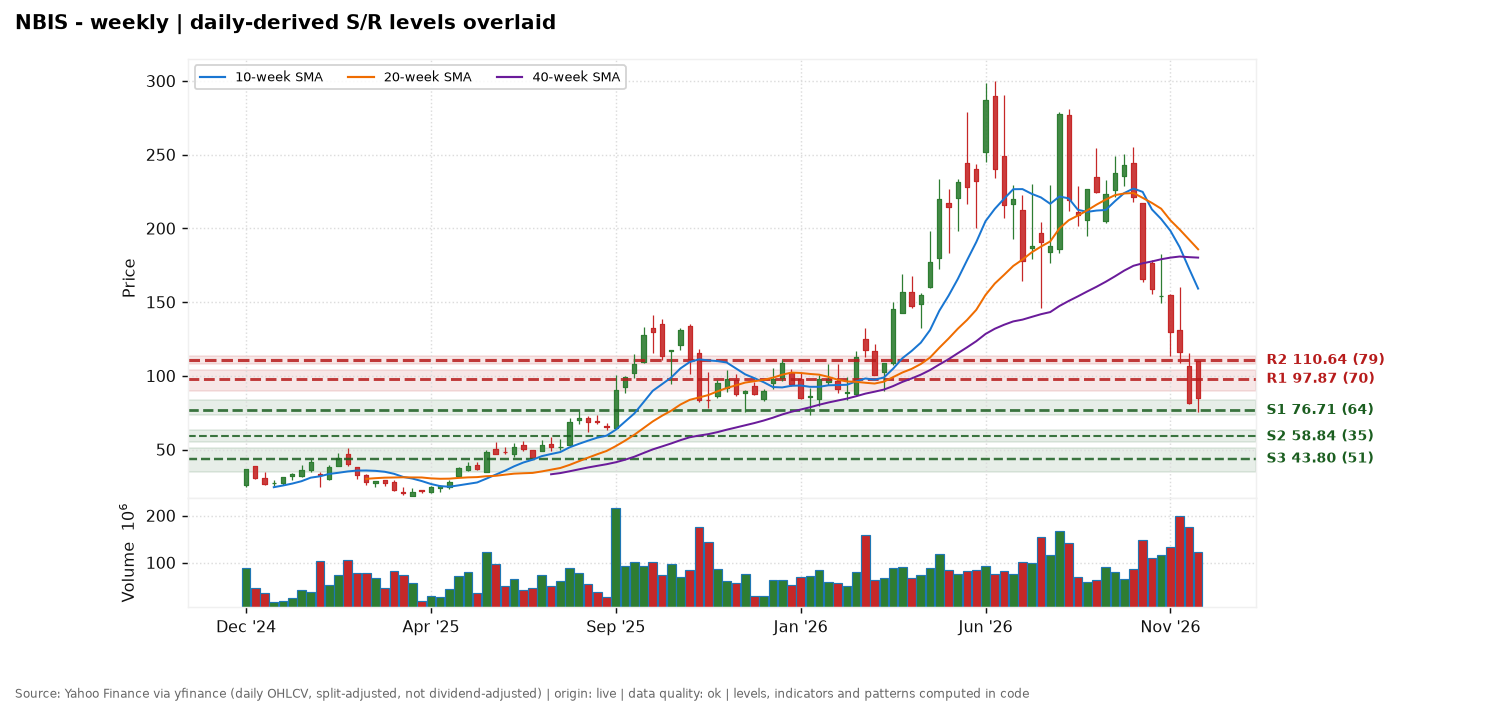 NBIS - weekly | daily-derived S/R levels overlaid
10-week SMA
20-week SMA
40-week SMA
Price
300
250
200
150
100
50
R2 110.64 (79)
R1 97.87 (70)
S1 76.71 (64)
S2 58.84 (35)
S3 43.80 (51)
Volume 10⁶
200
100
Dec '24
Apr '25
Sep '25
Jan '26
Jun '26
Nov '26
Source: Yahoo Finance via yfinance (daily OHLCV, split-adjusted, not dividend-adjusted) | origin: live | data quality: ok | levels, indicators and patterns computed in code